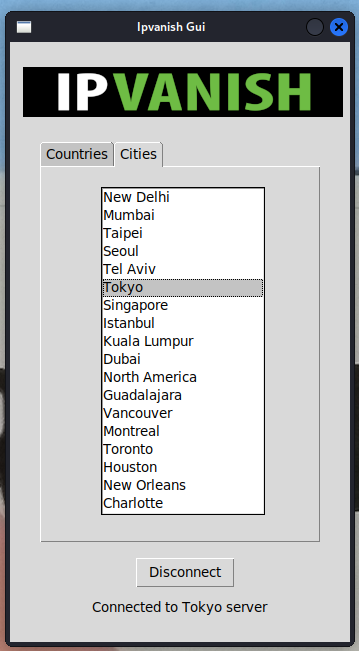 Ipvanish Gui
IPVANISH
Countries Cities
New Delhi
Mumbai
Taipei
Seoul
Tel Aviv
Tokyo
Singapore
Istanbul
Kuala Lumpur
Dubai
North America
Guadalajara
Vancouver
Montreal
Toronto
Houston
New Orleans
Charlotte
Disconnect
Connected to Tokyo server